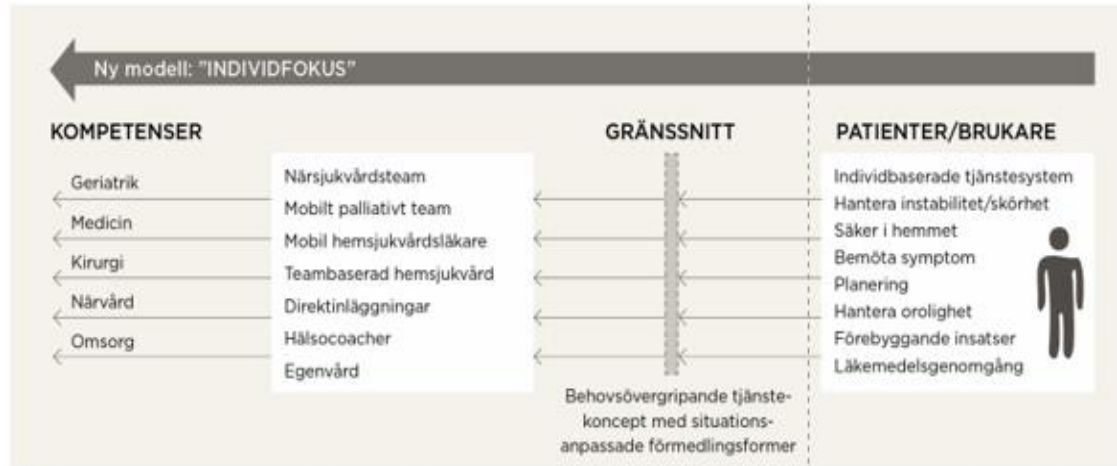 Ny modell: "INDIVIDFOKUS"
KOMPETENSER
Geriatrik
Medicin
Kirurgi
Närvård
Omsorg
Närsjukvårdsteam
Mobilt palliativt team
Mobil hemsjukvårdsläkare
Teambaserad hemsjukvård
Direktinläggningar
Hälsocoacher
Egenvård
GRÄNSSNITT
Behovsövergripande tjänste-
koncept med situations-
anpassade förmedlingsformer
PATIENTER/BRUKARE
Individbaserade tjänstesystem
Hantera instabilitet/skörhet
Säker i hemmet
Bemöta symptom
Planering
Hantera orolighet
Förebyggande insatser
Läkemedelsgenomgång